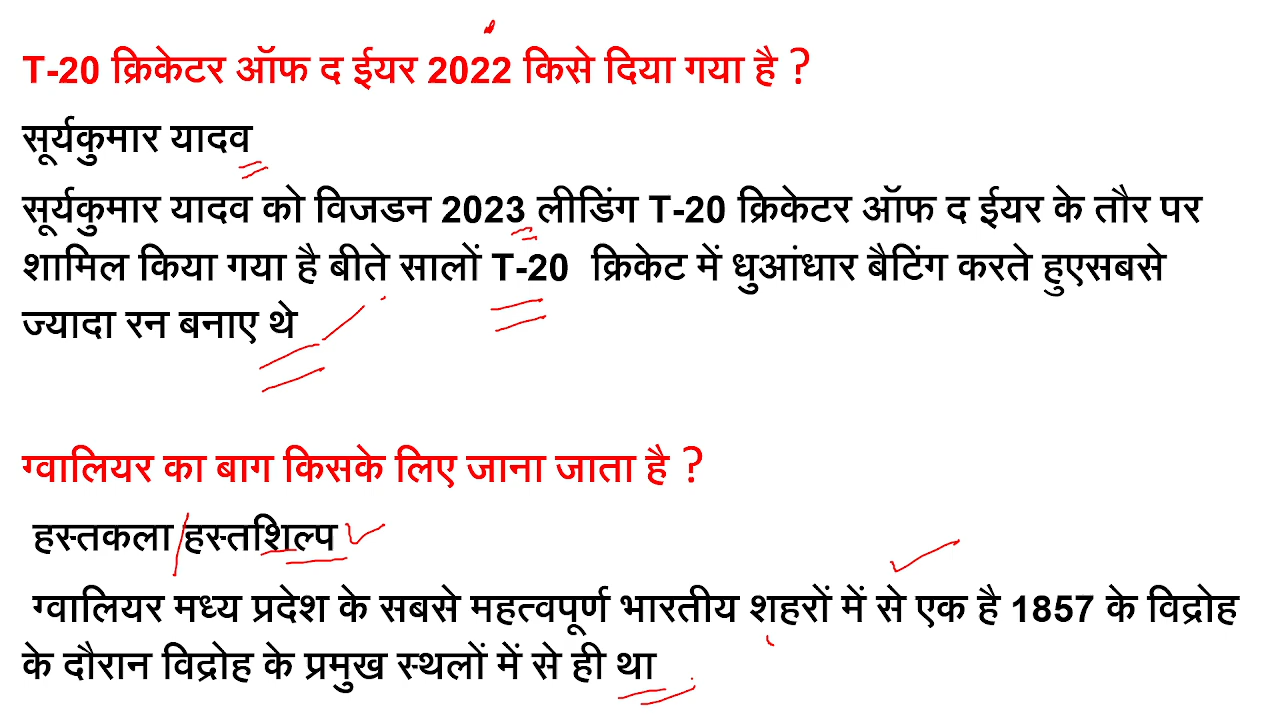 T-20 क्रिकेटर ऑफ द ईयर 2022 किसे दिया गया है ?
सूर्यकुमार यादव
सूर्यकुमार यादव को विजडन 2023 लीडिंग T-20 क्रिकेटर ऑफ द ईयर के तौर पर
शामिल किया गया है बीते सालों T-20 क्रिकेट में धुआंधार बैटिंग करते हुएसबसे
ज्यादा रन बनाए थे
ग्वालियर का बाग किसके लिए जाना जाता है ?
हस्तकला हस्तशिल्प
ग्वालियर मध्य प्रदेश के सबसे महत्वपूर्ण भारतीय शहरों में से एक है 1857 के विद्रोह
के दौरान विद्रोह के प्रमुख स्थलों में से ही था